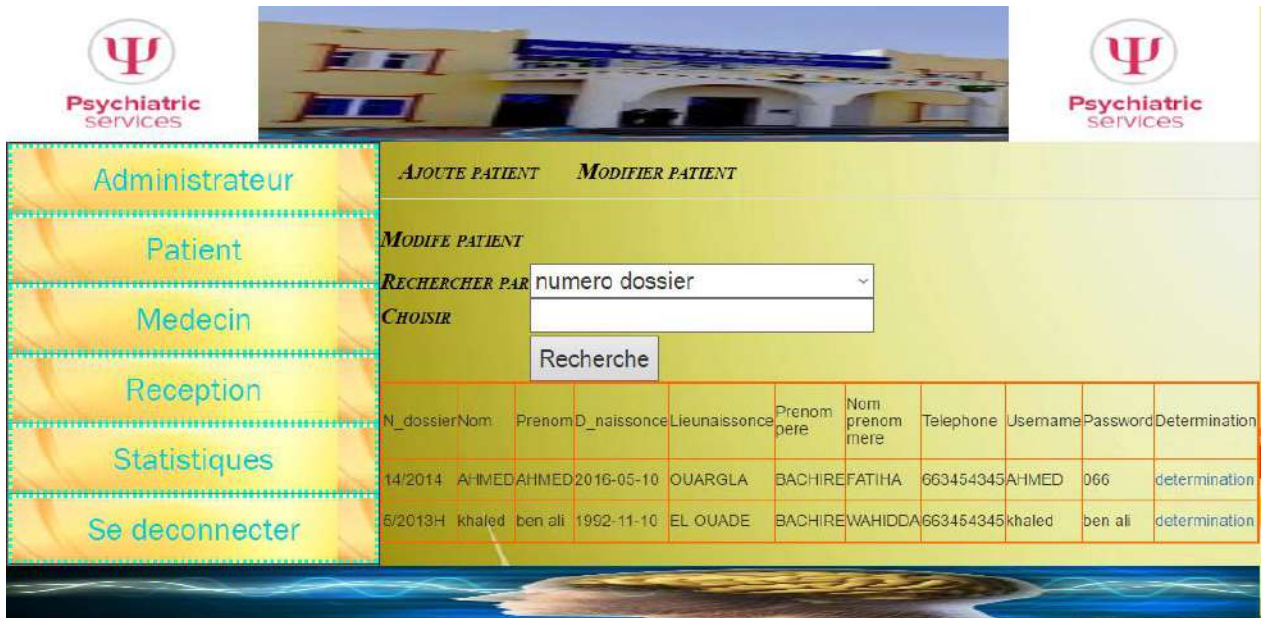 Ψ
Psychiatric
services
Ψ
Psychiatric
services
Administrateur
Patient
Medecin
Reception
Statistiques
Se deconnecter
AJOUTE PATIENT MODIFIER PATIENT
MODIFE PATIENT
RECHERCHER PAR numero dossier
CHOISIR
Recherche
N_dossier Nom Prenom D_naissonce Lieunaissonce Prenom pere Nom prenom mere Telephone Username Password Determination
14/2014 AHMED AHMED 2016-05-10 OUARGLA BACHIRE FATIHA 663454345 AHMED 066 determination
5/2013H khaled ben ali 1992-11-10 EL OUADE BACHIRE WAHIDDA 663454345 khaled ben ali determination